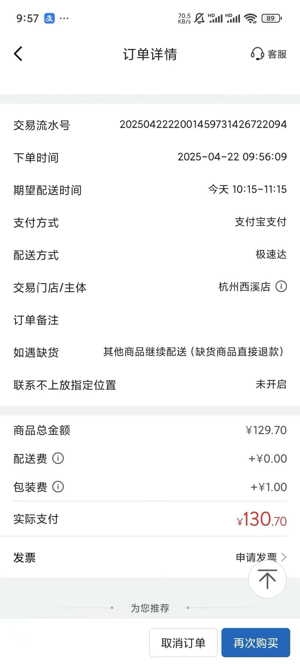 9:57 支 ··· 70.5 KB/s HD HD 89
订单详情 客服
交易流水号 2025042222001459731426722094
下单时间 2025-04-22 09:56:09
期望配送时间 今天 10:15-11:15
支付方式 支付宝支付
配送方式 极速达
交易门店/主体 杭州西溪店
订单备注
如遇缺货 其他商品继续配送（缺货商品直接退款）
联系不上放指定位置 未开启
商品总金额 ¥129.70
配送费 +¥0.00
包装费 +¥1.00
实际支付 ¥130.70
发票 申请发票
为您推荐
取消订单 再次购买